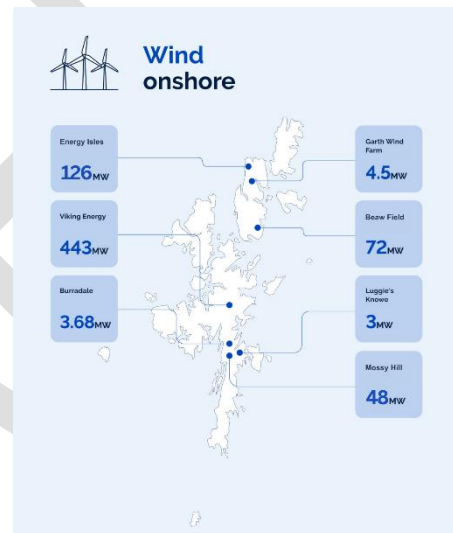 Wind
onshore
Energy Isles
126MW
Garth Wind
Farm
4.5MW
Viking Energy
443MW
Beaw Field
72MW
Burradale
3.68MW
Luggie's
Knowe
3MW
Mossy Hill
48MW